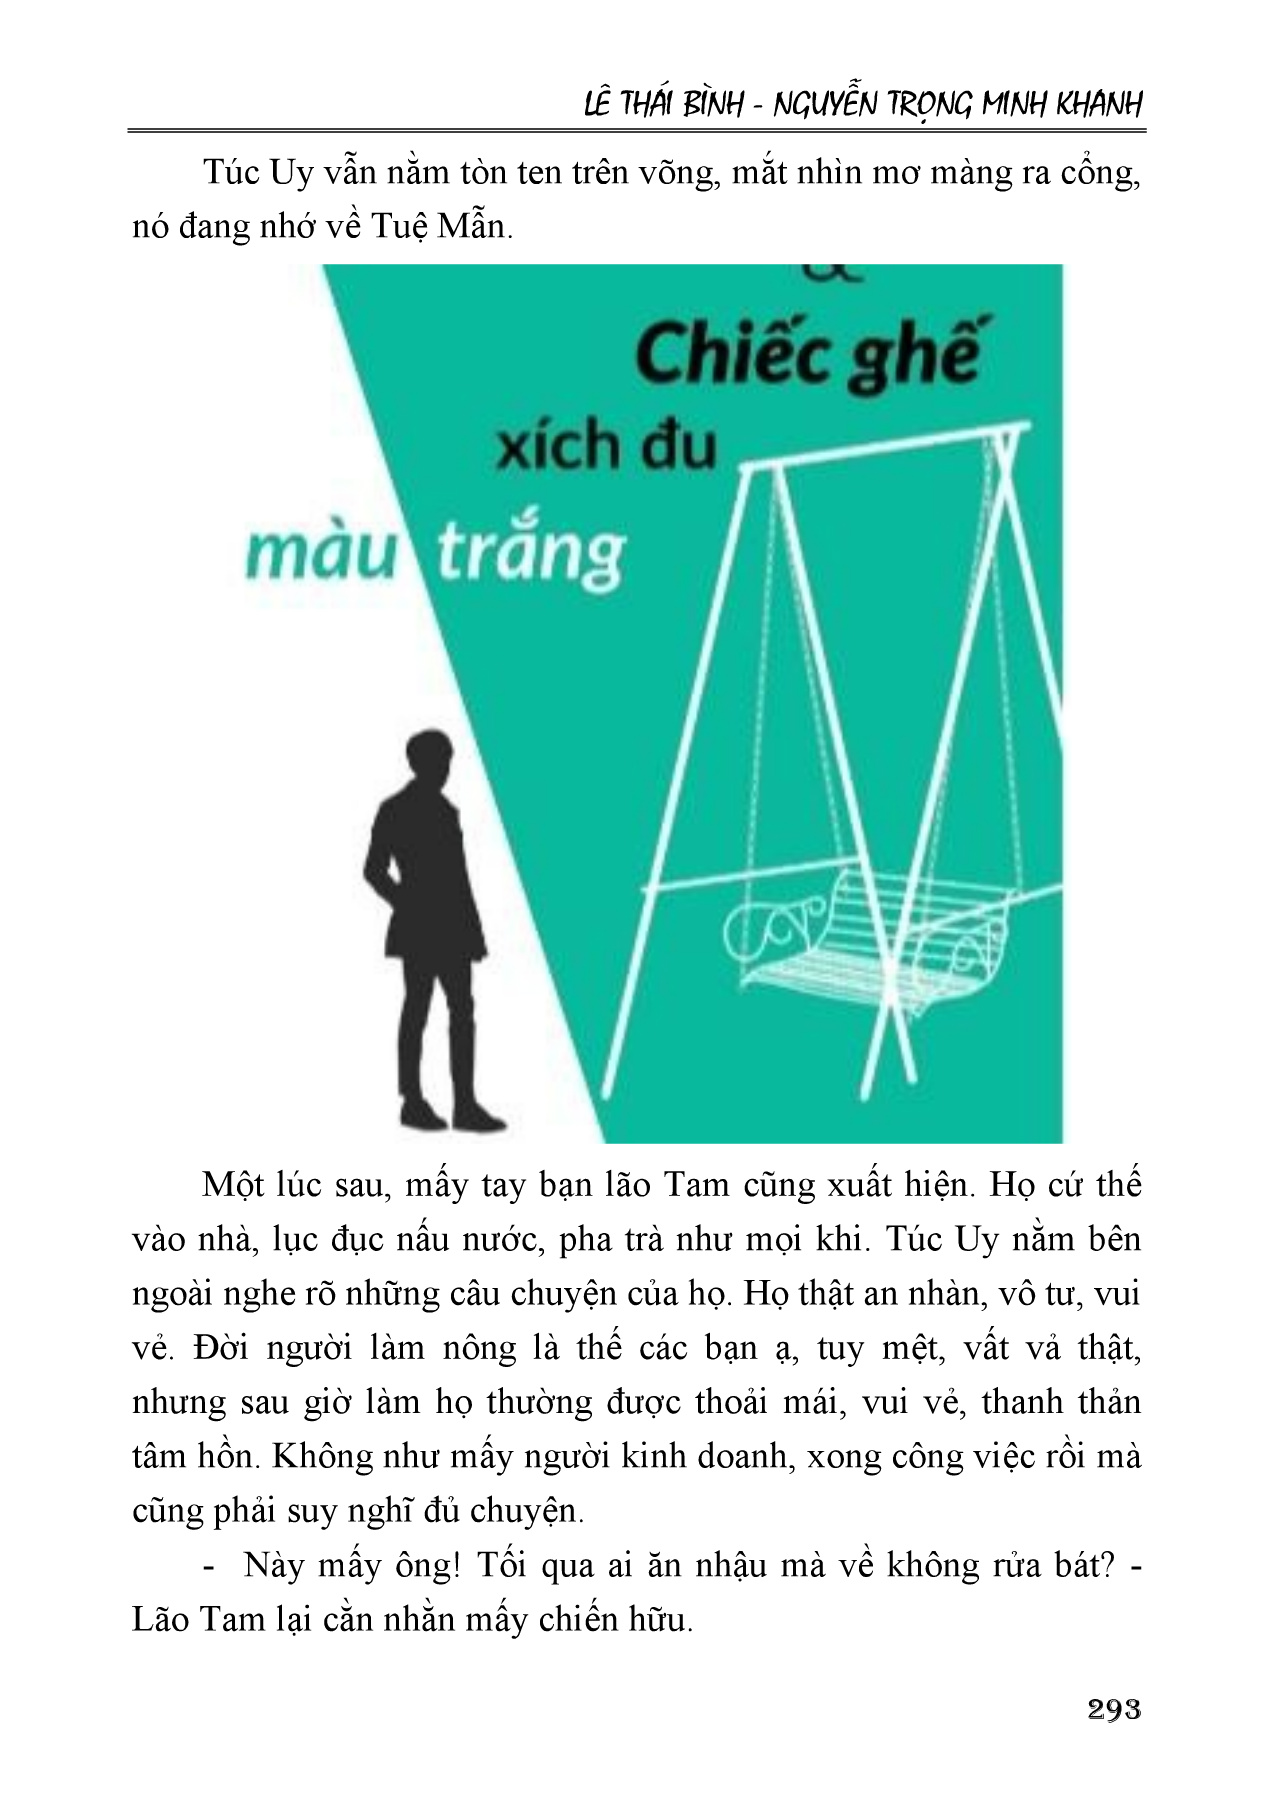 LÊ THÁI BÌNH - NGUYỄN TRỌNG MINH KHANH
Túc Uy vẫn nằm tòn ten trên võng, mắt nhìn mơ màng ra cổng,
nó đang nhớ về Tuệ Mẫn.
&
Chiếc ghế
xích đu
màu trắng
Một lúc sau, mấy tay bạn lão Tam cũng xuất hiện. Họ cứ thế
vào nhà, lục đục nấu nước, pha trà như mọi khi. Túc Uy nằm bên
ngoài nghe rõ những câu chuyện của họ. Họ thật an nhàn, vô tư, vui
vẻ. Đời người làm nông là thế các bạn ạ, tuy mệt, vất vả thật,
nhưng sau giờ làm họ thường được thoải mái, vui vẻ, thanh thản
tâm hồn. Không như mấy người kinh doanh, xong công việc rồi mà
cũng phải suy nghĩ đủ chuyện.
- Này mấy ông! Tối qua ai ăn nhậu mà về không rửa bát? -
Lão Tam lại cằn nhằn mấy chiến hữu.
293